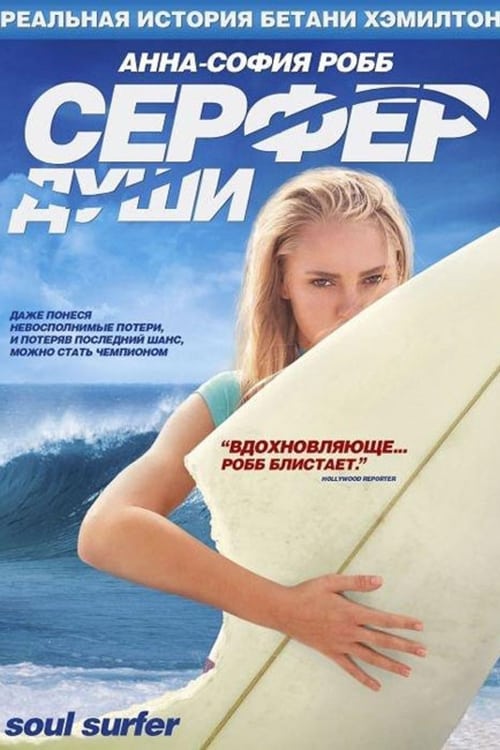 РЕАЛЬНАЯ ИСТОРИЯ БЕТАНИ ХЭМИЛТОН
АННА-СОФИЯ РОББ
СЕРФЕР
ДУШИ
ДАЖЕ ПОНЕСЯ
НЕВОСПОЛНИМЫЕ ПОТЕРИ,
И ПОТЕРЯВ ПОСЛЕДНИЙ ШАНС,
МОЖНО СТАТЬ ЧЕМПИОНОМ
“ВДОХНОВЛЯЮЩЕ...
РОББ БЛИСТАЕТ.”
HOLLYWOOD REPORTER
soul surfer